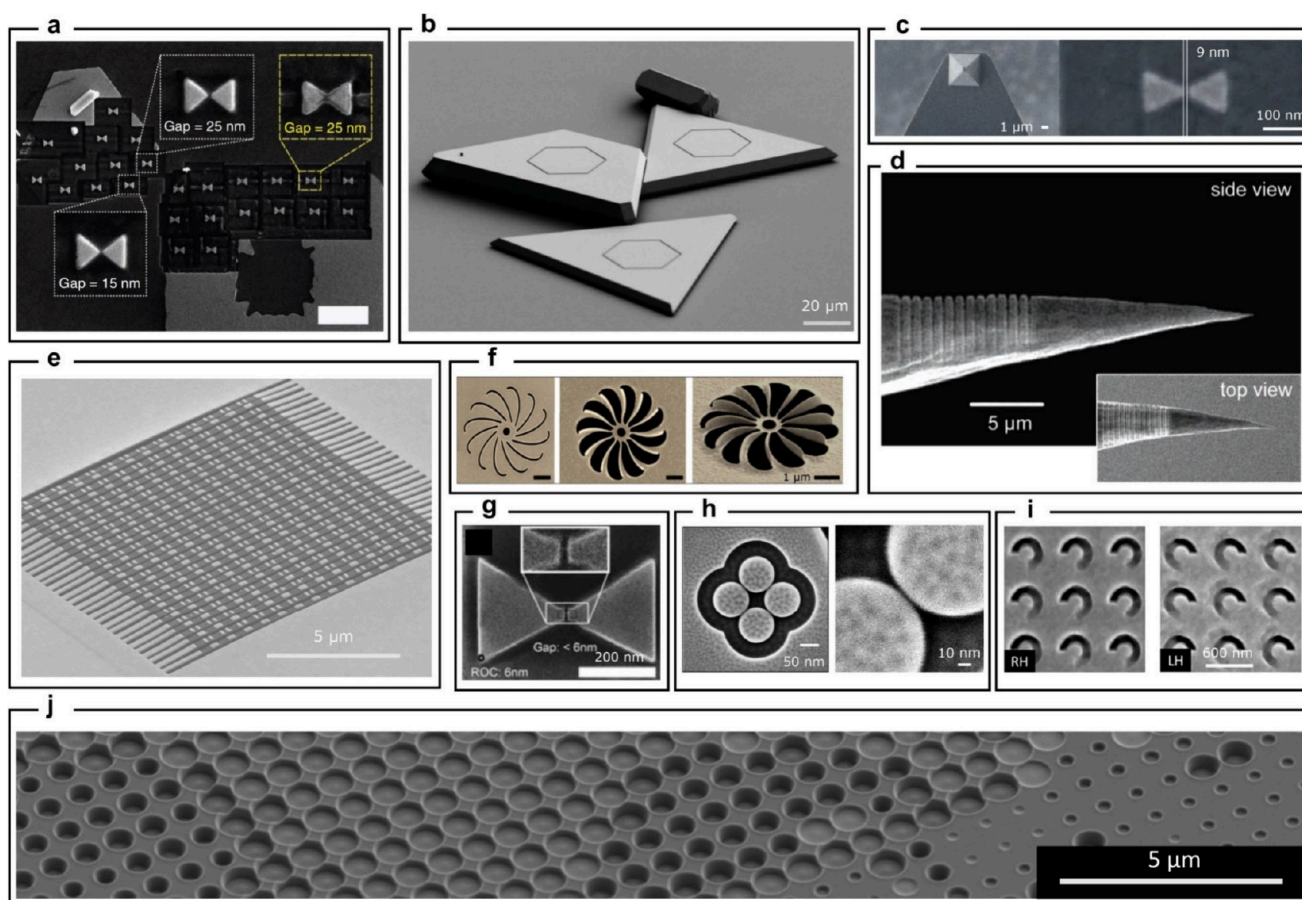 a
Gap = 25 nm
Gap = 25 nm
Gap = 15 nm
b
20 µm
c
9 nm
1 µm
100 nm
d
side view
5 µm
top view
e
5 µm
f
1 µm
g
Gap: < 6nm
200 nm
ROC: 6nm
h
50 nm
10 nm
i
RH
LH
600 nm
j
5 µm